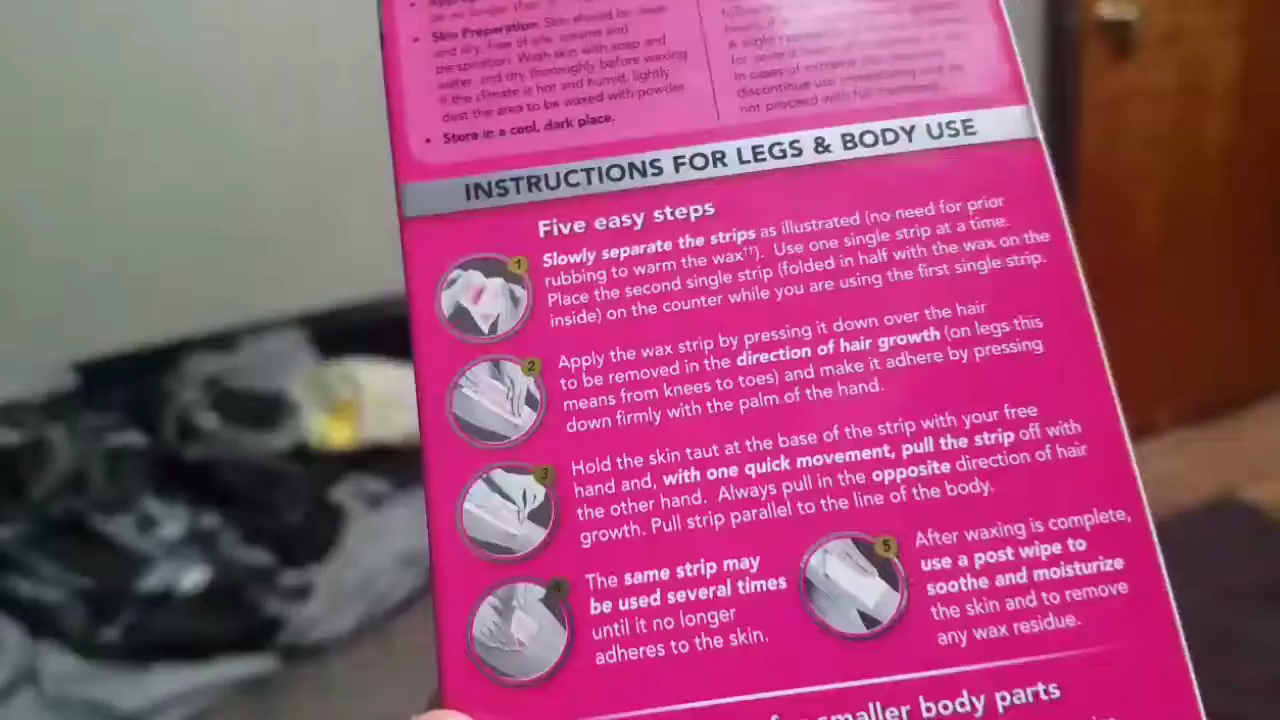 Skin Preparation: Skin should be clean
and dry, free of oils, creams and
perspiration. Wash skin with soap and
water and dry thoroughly before waxing.
If the climate is hot and humid, lightly
dust the area to be waxed with powder.
• Store in a cool, dark place.
discontinue use
INSTRUCTIONS FOR LEGS & BODY USE
Five easy steps
1
Slowly separate the strips as illustrated (no need for prior
rubbing to warm the wax††). Use one single strip at a time.
Place the second single strip (folded in half with the wax on the
inside) on the counter while you are using the first single strip.
2
Apply the wax strip by pressing it down over the hair
to be removed in the direction of hair growth (on legs this
means from knees to toes) and make it adhere by pressing
down firmly with the palm of the hand.
3
Hold the skin taut at the base of the strip with your free
hand and, with one quick movement, pull the strip off with
the other hand. Always pull in the opposite direction of hair
growth. Pull strip parallel to the line of the body.
4
The same strip may
be used several times
until it no longer
adheres to the skin.
5
After waxing is complete,
use a post wipe to
soothe and moisturize
the skin and to remove
any wax residue.
smaller body parts